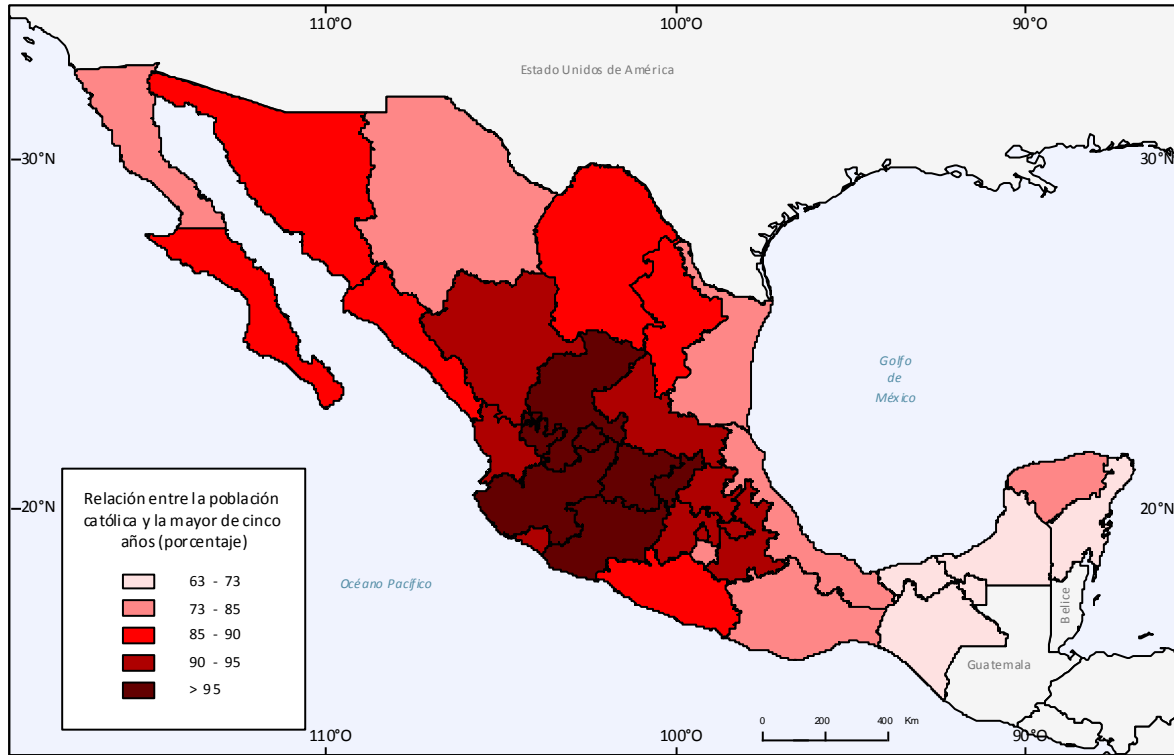 110°O
100°O
90°O
Estado Unidos de América
30°N
30°N
Golfo
de
México
Relación entre la población
católica y la mayor de cinco
años (porcentaje)
63 - 73
73 - 85
85 - 90
90 - 95
> 95
20°N
20°N
Océano Pacífico
Belice
Guatemala
0 200 400 Km
110°O
100°O
90°O